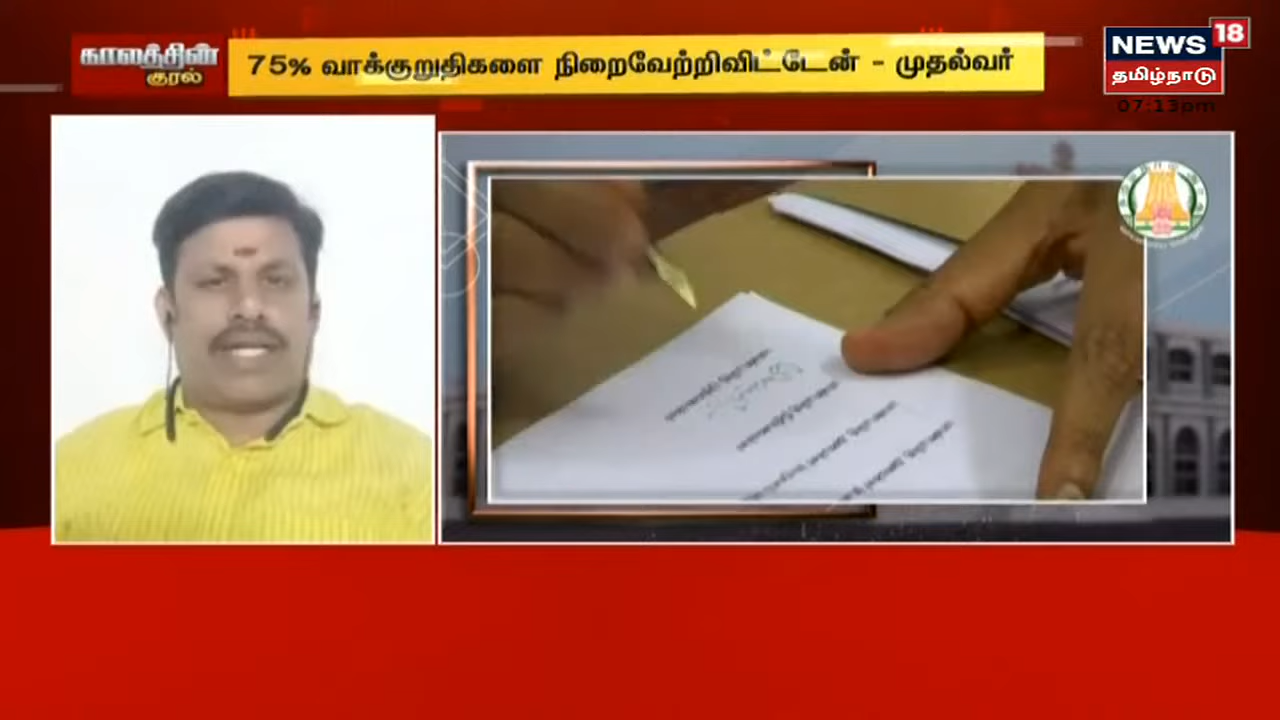 காலத்தின்
குரல்
75% வாக்குறுதிகளை நிறைவேற்றிவிட்டேன் - முதல்வர்
NEWS 18
தமிழ்நாடு
07:13pm